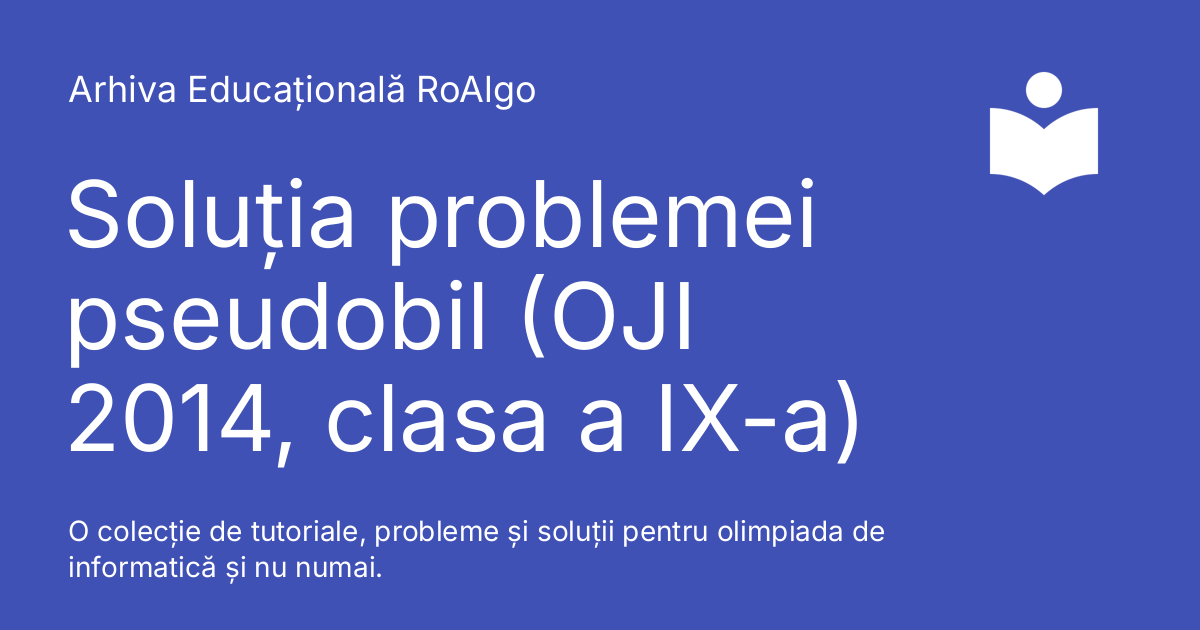 Arhiva Educațională RoAlgo
Soluția problemei
pseudobil (OJI
2014, clasa a IX-a)
O colecție de tutoriale, probleme și soluții pentru olimpiada de
informatică și nu numai.